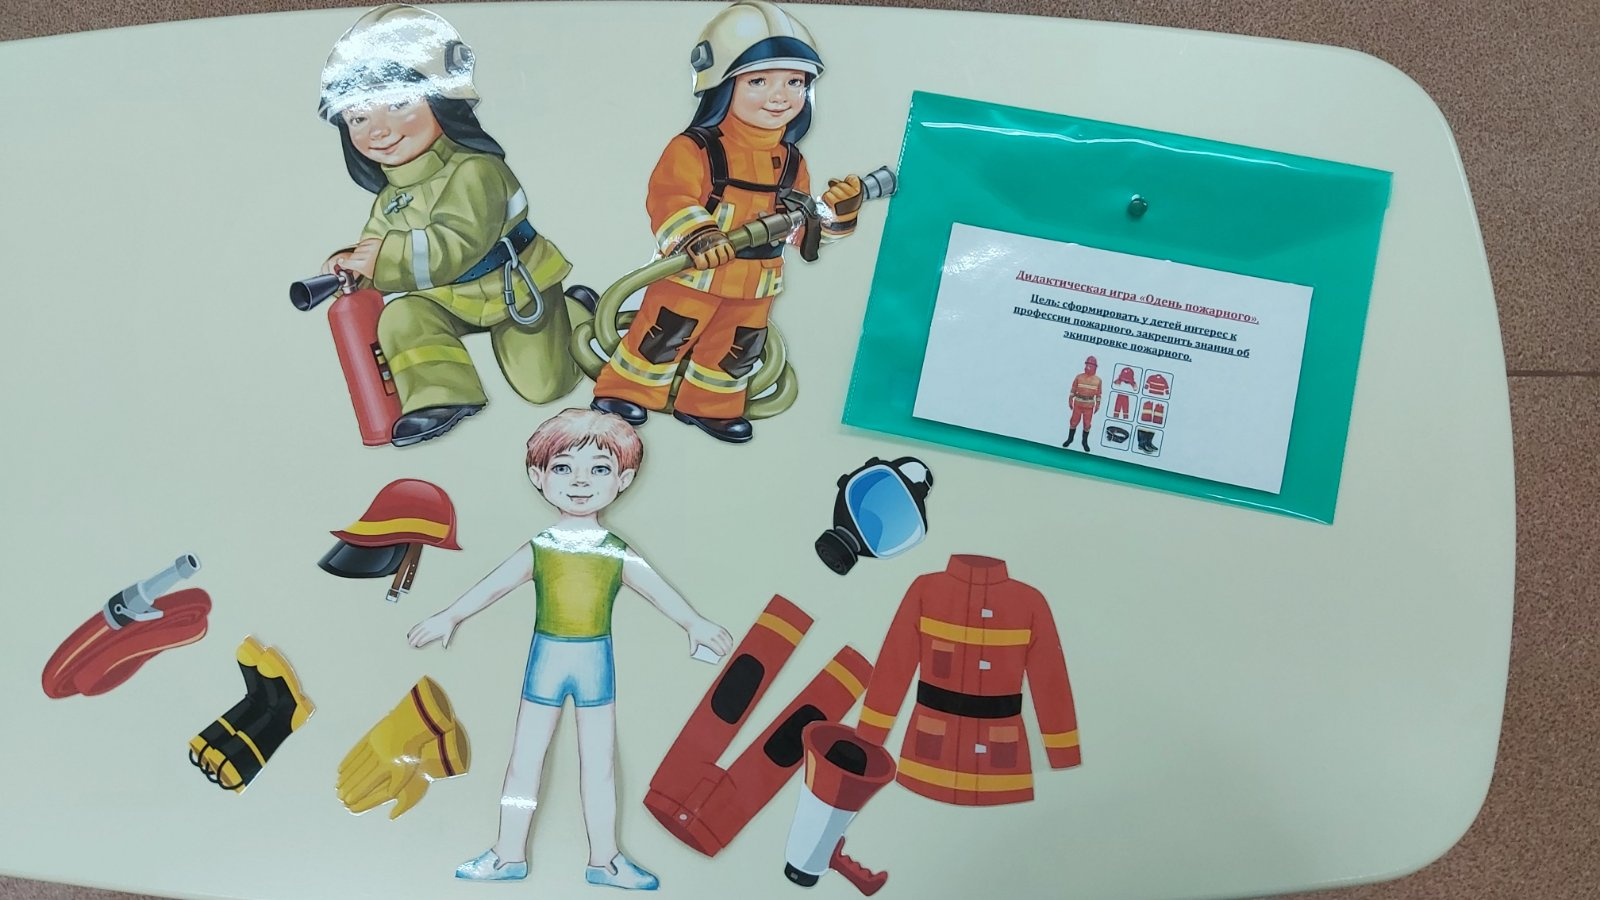 Дидактическая игра «Одень пожарного».
Цель: сформировать у детей интерес к
профессии пожарного, закрепить знания об
экипировке пожарного.